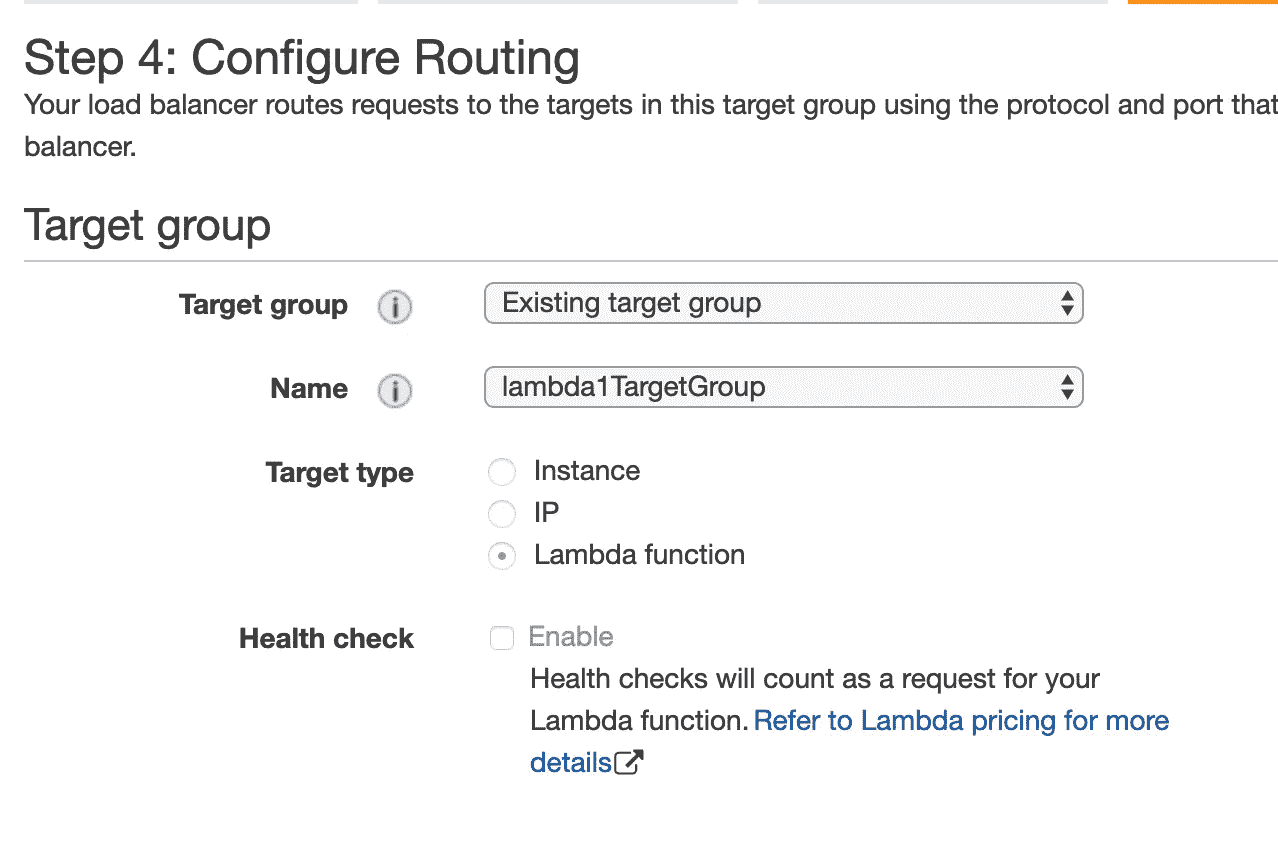 Step 4: Configure Routing
Your load balancer routes requests to the targets in this target group using the protocol and port that
balancer.
Target group
Target group Existing target group
Name lambda1TargetGroup
Target type Instance
IP
Lambda function
Health check Enable
Health checks will count as a request for your
Lambda function. Refer to Lambda pricing for more
details